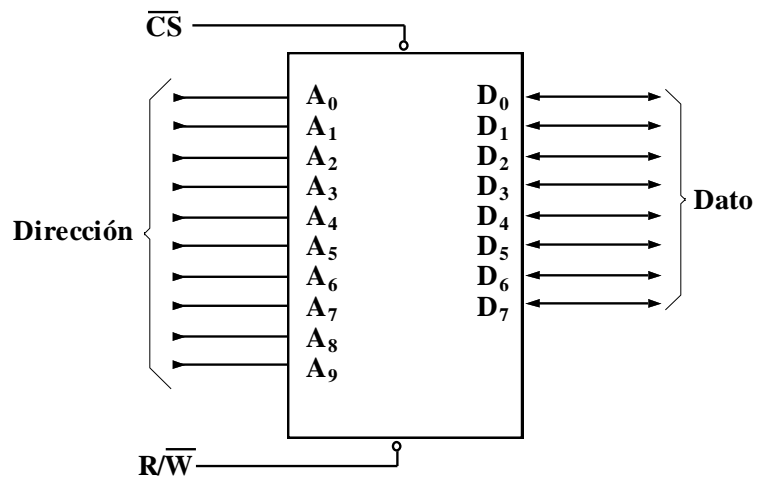 C̅S̅
A₀ D₀
A₁ D₁
A₂ D₂
A₃ D₃
A₄ D₄
Dirección
Dato
A₅ D₅
A₆ D₆
A₇ D₇
A₈
A₉
R/W̅